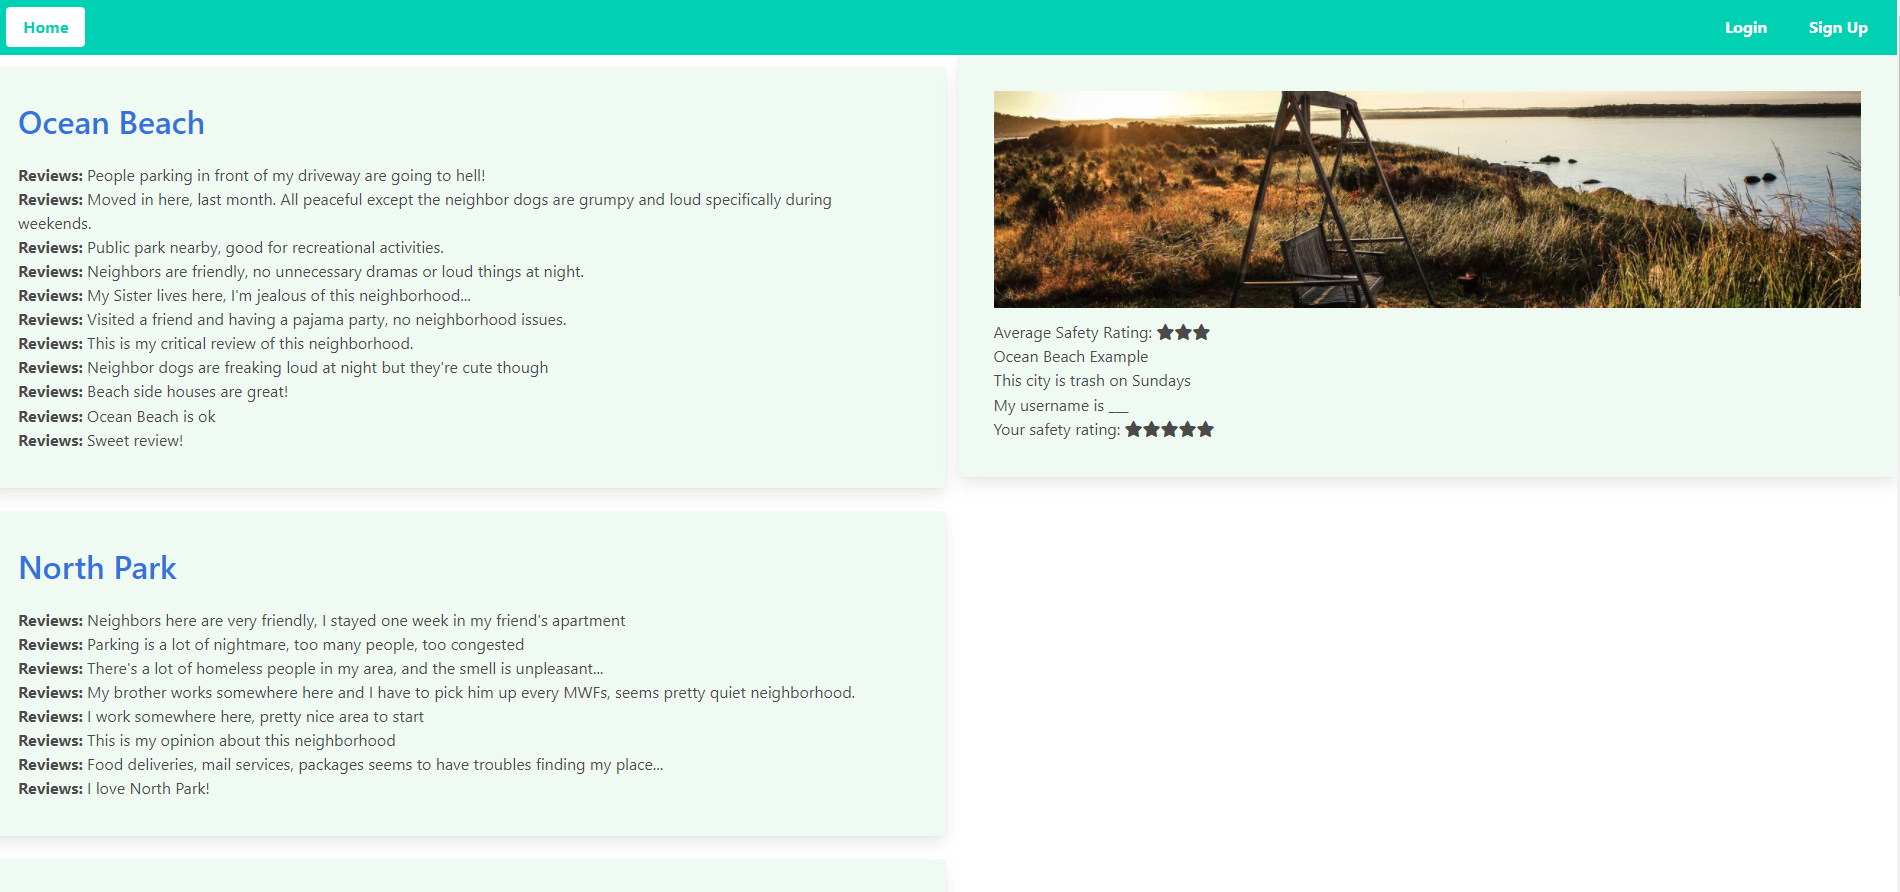 Home
Login
Sign Up
Ocean Beach
Reviews: People parking in front of my driveway are going to hell!
Reviews: Moved in here, last month. All peaceful except the neighbor dogs are grumpy and loud specifically during
weekends.
Reviews: Public park nearby, good for recreational activities.
Reviews: Neighbors are friendly, no unnecessary dramas or loud things at night.
Reviews: My Sister lives here, I'm jealous of this neighborhood...
Reviews: Visited a friend and having a pajama party, no neighborhood issues.
Reviews: This is my critical review of this neighborhood.
Reviews: Neighbor dogs are freaking loud at night but they're cute though
Reviews: Beach side houses are great!
Reviews: Ocean Beach is ok
Reviews: Sweet review!
Average Safety Rating: ★★★
Ocean Beach Example
This city is trash on Sundays
My username is ___
Your safety rating: ★★★★★
North Park
Reviews: Neighbors here are very friendly, I stayed one week in my friend's apartment
Reviews: Parking is a lot of nightmare, too many people, too congested
Reviews: There's a lot of homeless people in my area, and the smell is unpleasant...
Reviews: My brother works somewhere here and I have to pick him up every MWFs, seems pretty quiet neighborhood.
Reviews: I work somewhere here, pretty nice area to start
Reviews: This is my opinion about this neighborhood
Reviews: Food deliveries, mail services, packages seems to have troubles finding my place...
Reviews: I love North Park!